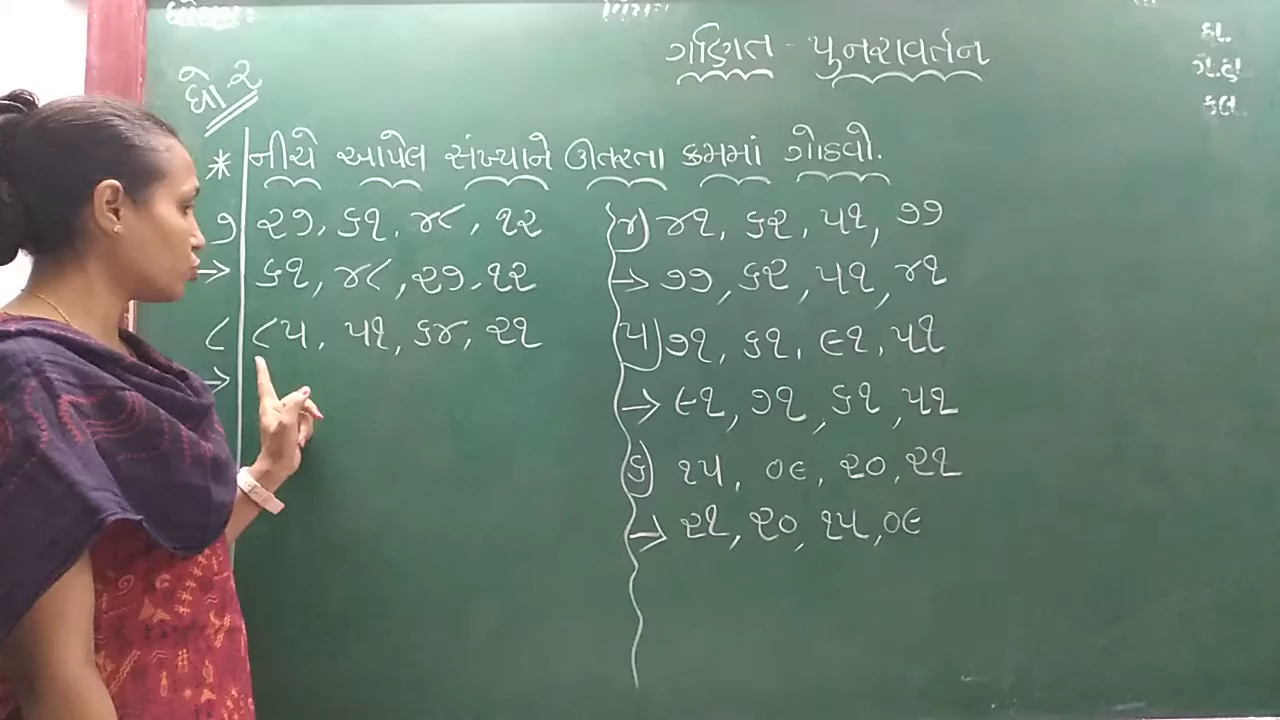 ગણિત - પુનરાવર્તન
ધો ૨
* નીચે આપેલ સંખ્યાને ઊતરતા ક્રમમાં ગોઠવો.
૭ ૨૭, ૬૧, ૪૮, ૧૨
→ ૬૧, ૪૮, ૨૭, ૧૨
૮ ૮૫, ૫૧, ૬૪, ૨૧
→
૪) ૪૧, ૬૨, ૫૧, ૭૭
→ ૭૭, ૬૨, ૫૧, ૪૧
૫) ૭૧, ૬૧, ૯૧, ૫૧
→ ૯૧, ૭૧, ૬૧, ૫૧
૬) ૧૫, ૦૯, ૨૦, ૨૧
→ ૨૧, ૨૦, ૧૫, ૦૯